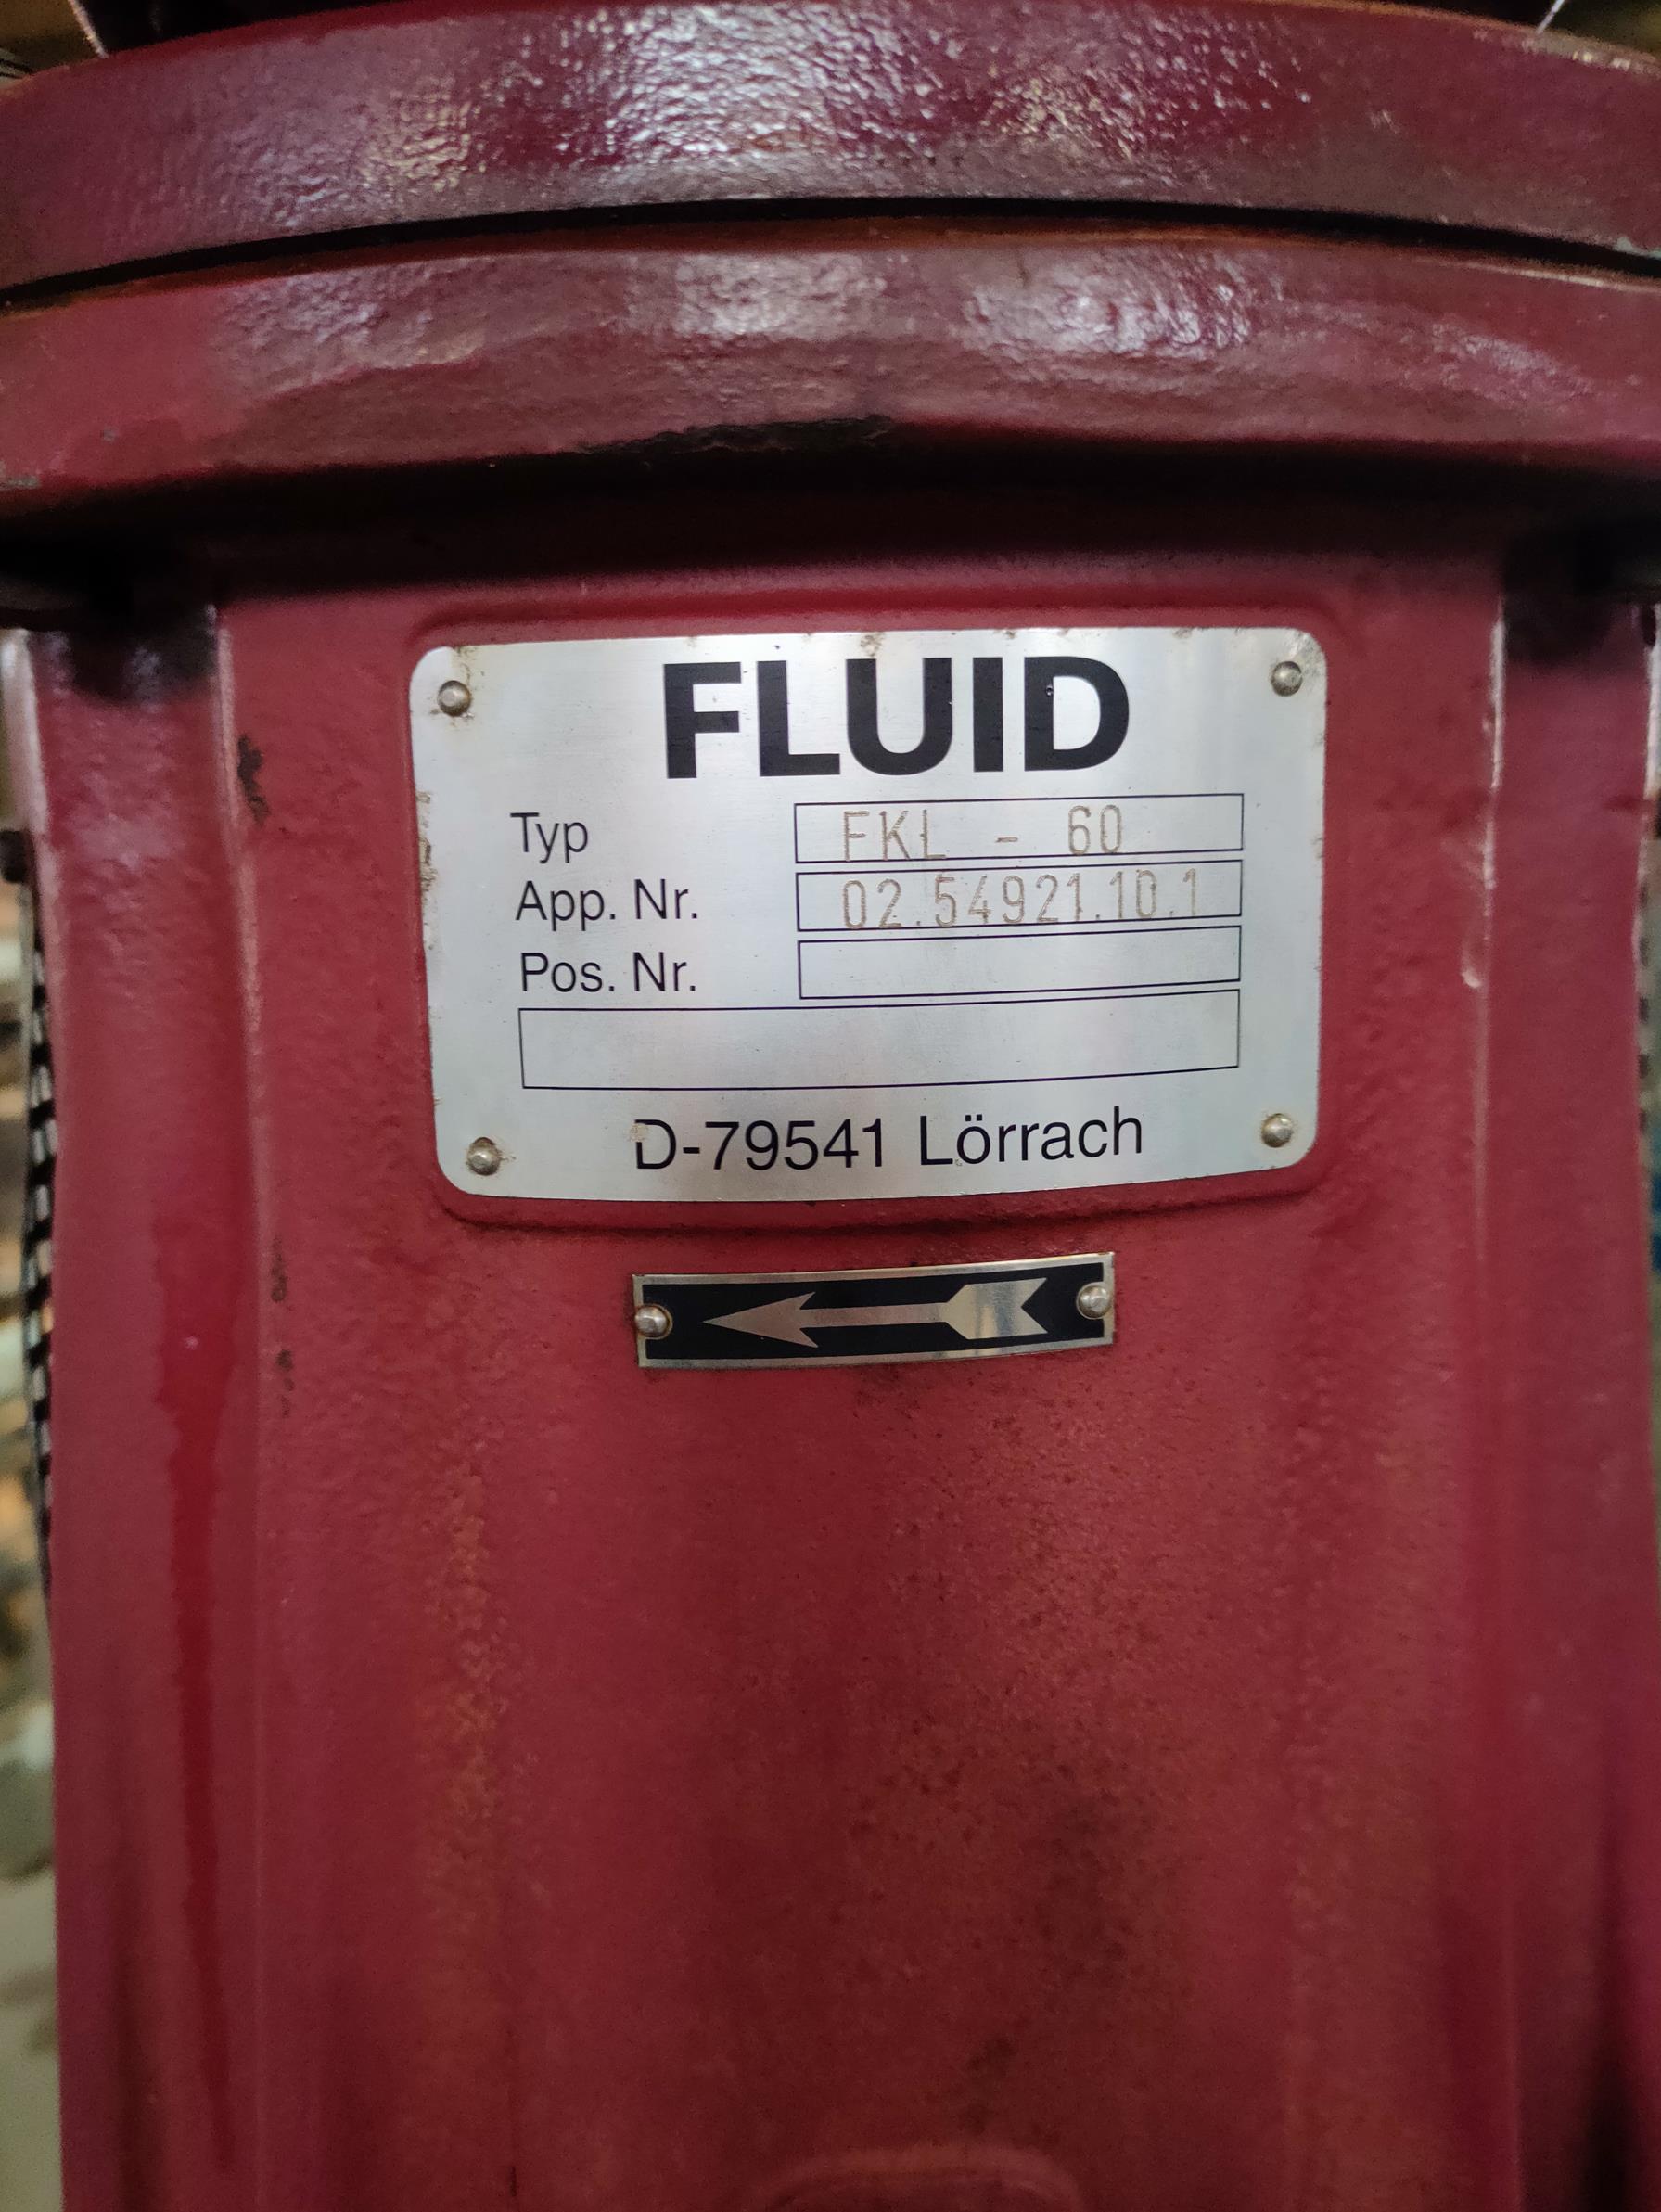 FLUID
Typ FKL - 60
App. Nr. 02.54921.10.1
Pos. Nr.
D-79541 Lörrach